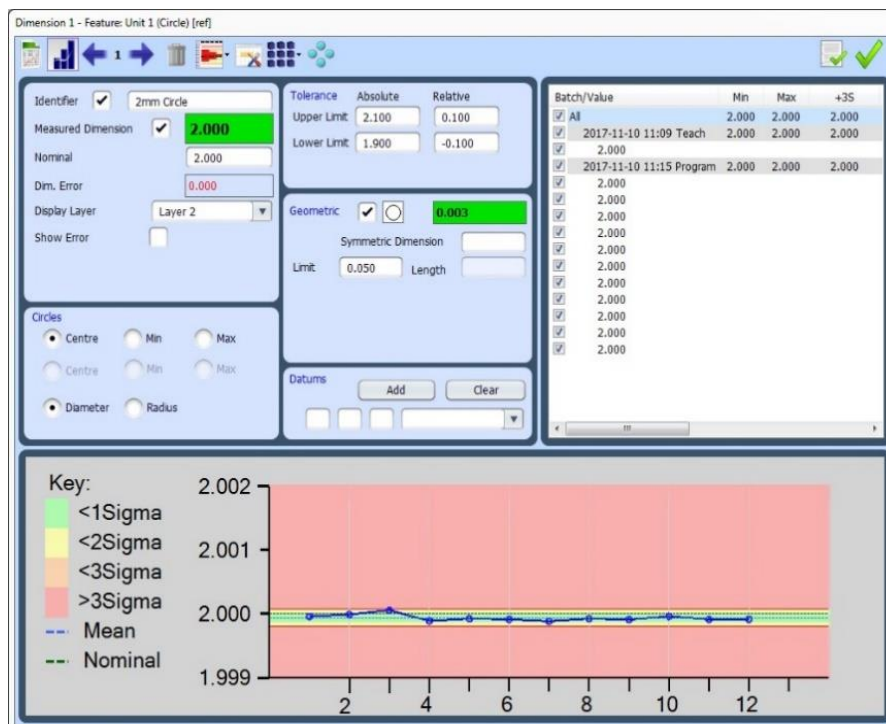 Dimension 1 - Feature: Unit 1 (Circle) [ref]
1
Identifier 2mm Circle
Measured Dimension 2.000
Nominal 2.000
Dim. Error 0.000
Display Layer Layer 2
Show Error
Circles
Centre Min Max
Centre Min Max
Diameter Radius
Tolerance Absolute Relative
Upper Limit 2.100 0.100
Lower Limit 1.900 -0.100
Geometric 0.003
Symmetric Dimension
Limit 0.050 Length
Datums Add Clear
Batch/Value Min Max +3S
All 2.000 2.000 2.000
2017-11-10 11:09 Teach 2.000 2.000 2.000
2.000
2017-11-10 11:15 Program 2.000 2.000 2.000
2.000
2.000
2.000
2.000
2.000
2.000
2.000
2.000
2.000
2.000
2.000
Key:
<1Sigma
<2Sigma
<3Sigma
>3Sigma
Mean
Nominal
2.002
2.001
2.000
1.999
2 4 6 8 10 12